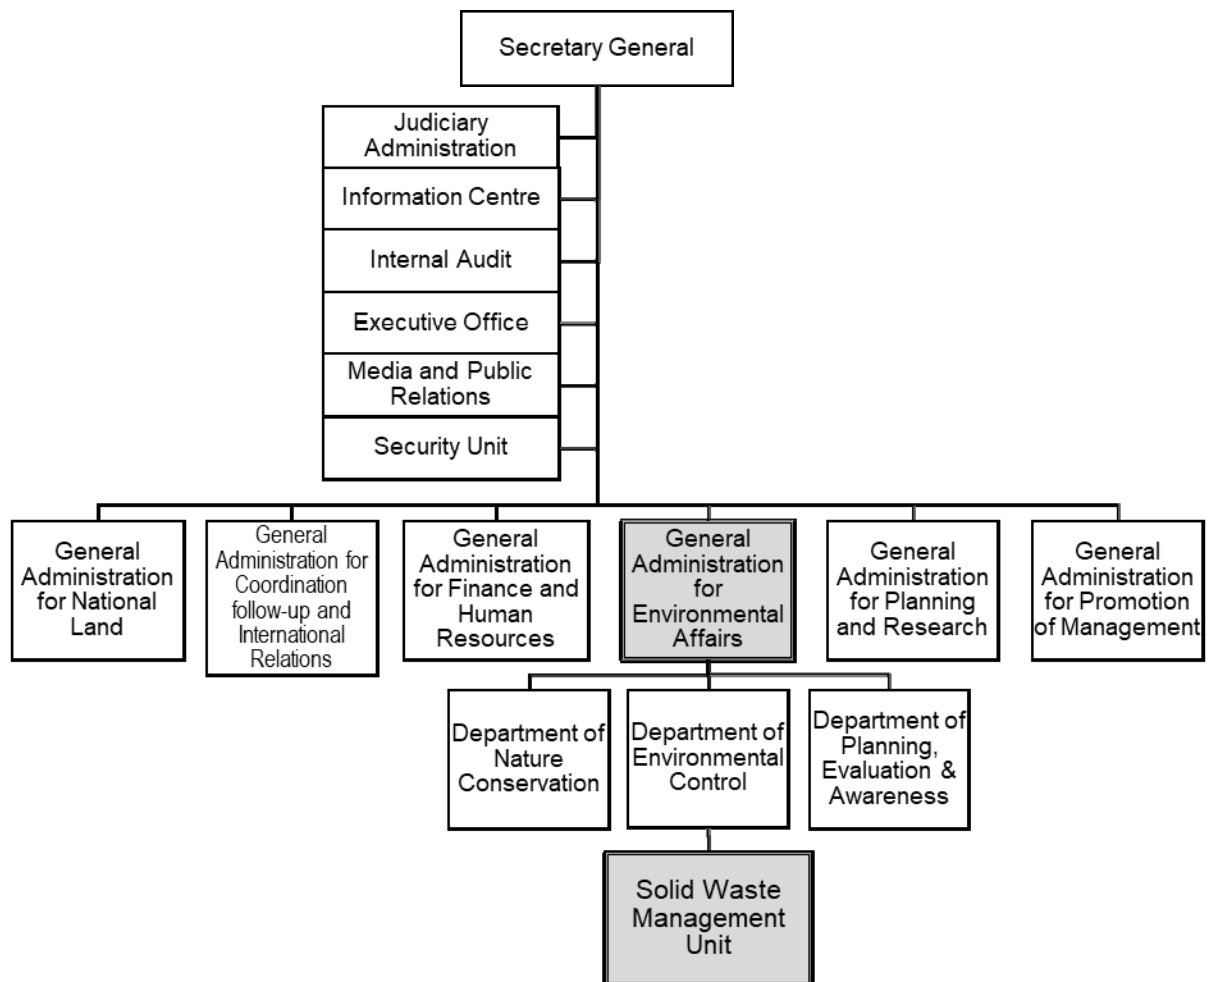 Secretary General
Judiciary
Administration
Information Centre
Internal Audit
Executive Office
Media and Public
Relations
Security Unit
General
Administration
for National
Land
General
Administration for
Coordination
follow-up and
International
Relations
General
Administration
for Finance and
Human
Resources
General
Administration
for
Environmental
Affairs
General
Administration
for Planning
and Research
General
Administration
for Promotion
of Management
Department of
Nature
Conservation
Department of
Environmental
Control
Department of
Planning,
Evaluation &
Awareness
Solid Waste
Management
Unit